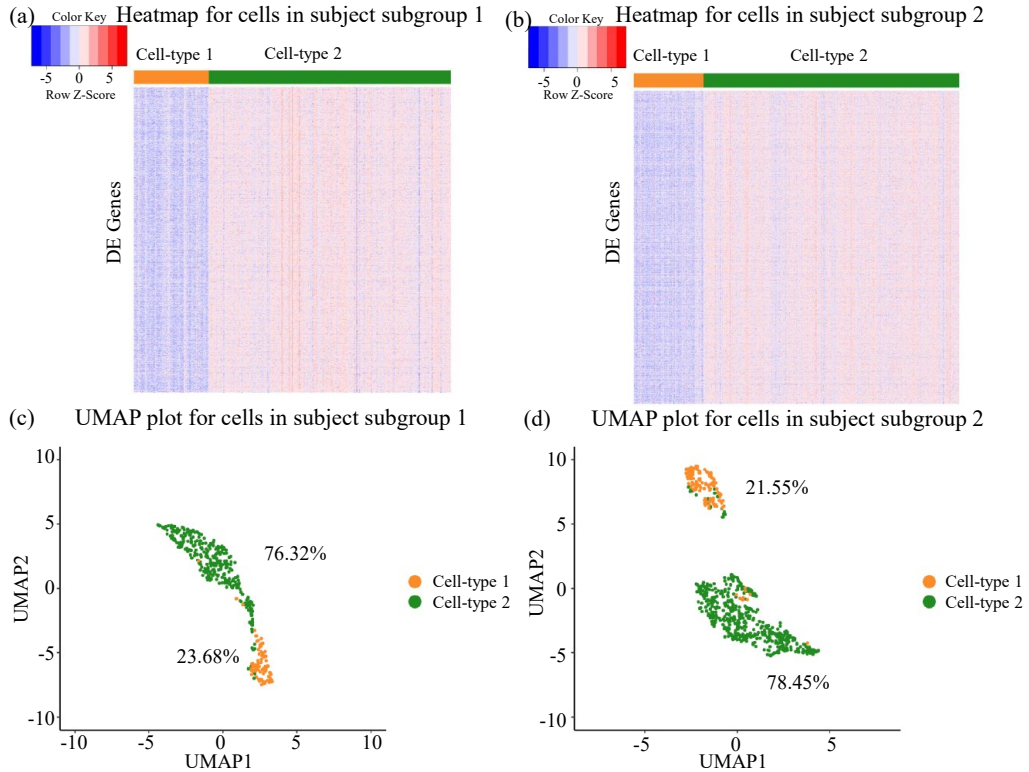 (a)
Heatmap for cells in subject subgroup 1
Color Key
-5 0 5
Row Z-Score
Cell-type 1
Cell-type 2
DE Genes
(b)
Heatmap for cells in subject subgroup 2
Color Key
-5 0 5
Row Z-Score
Cell-type 1
Cell-type 2
DE Genes
(c)
UMAP plot for cells in subject subgroup 1
10
5
0
-5
-10
UMAP2
76.32%
23.68%
-10 -5 0 5 10
UMAP1
Cell-type 1
Cell-type 2
(d)
UMAP plot for cells in subject subgroup 2
10
5
0
-5
-10
UMAP2
21.55%
78.45%
-5 0 5
UMAP1
Cell-type 1
Cell-type 2